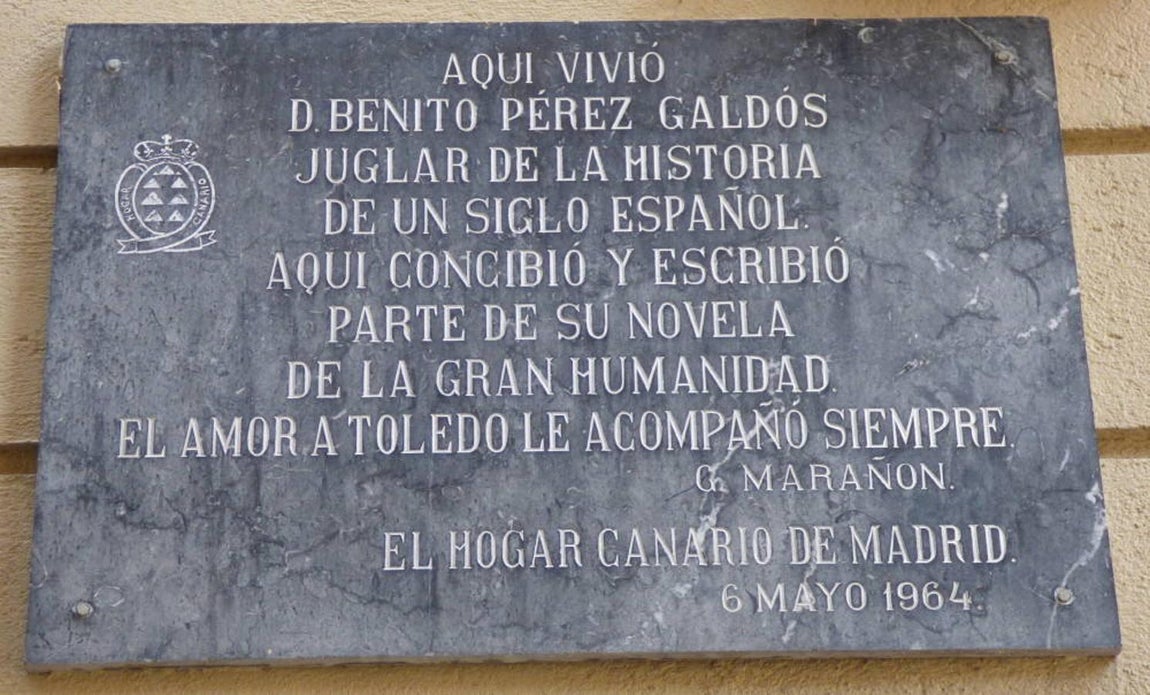 AQUI VIVIÓ
D. BENITO PÉREZ GALDÓS
JUGLAR DE LA HISTORIA
DE UN SIGLO ESPAÑOL.
AQUI CONCIBIÓ Y ESCRIBIÓ
PARTE DE SU NOVELA
DE LA GRAN HUMANIDAD.
EL AMOR A TOLEDO LE ACOMPAÑÓ SIEMPRE.
G. MARAÑON.
EL HOGAR CANARIO DE MADRID.
6 MAYO 1964.
HOGAR CANARIO